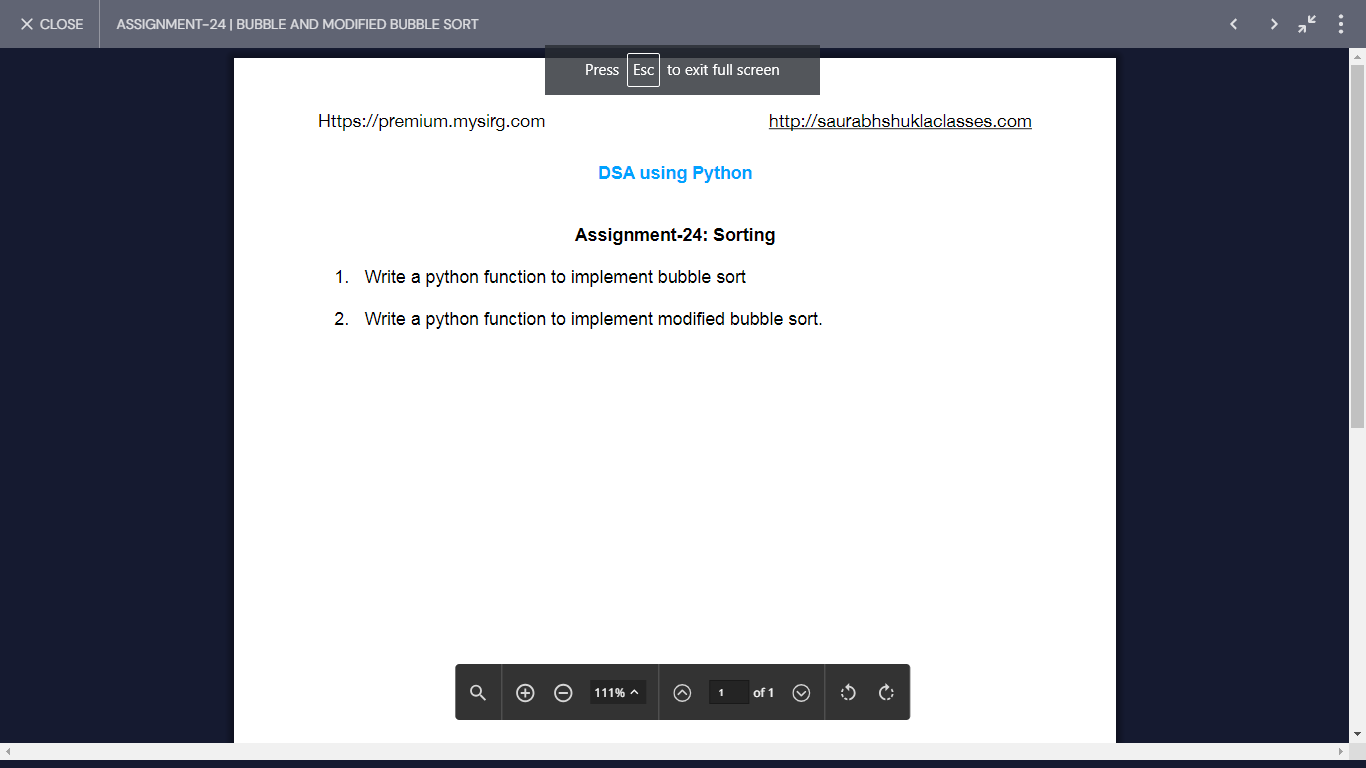 CLOSE
ASSIGNMENT-24 | BUBBLE AND MODIFIED BUBBLE SORT
Press Esc to exit full screen
Https://premium.mysirg.com
http://saurabhshuklaclasses.com
DSA using Python
Assignment-24: Sorting
1. Write a python function to implement bubble sort
2. Write a python function to implement modified bubble sort.
111%
1 of 1